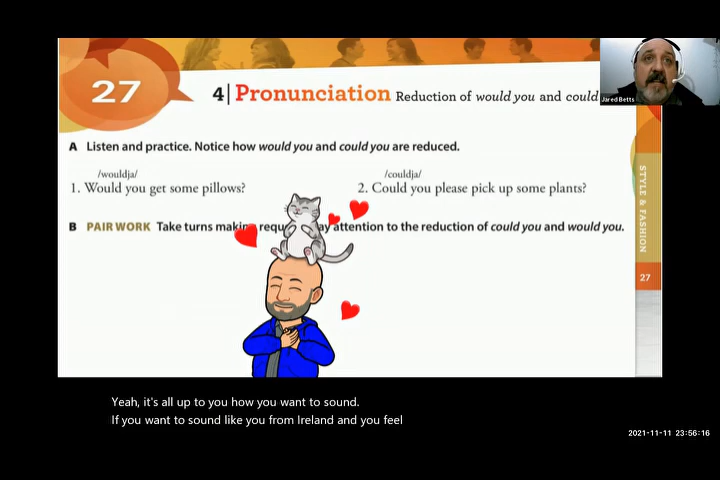 27
4| Pronunciation Reduction of would you and could
Jared Betts
A Listen and practice. Notice how would you and could you are reduced.
/wouldja/ /couldja/
1. Would you get some pillows? 2. Could you please pick up some plants?
B PAIR WORK Take turns making requ ay attention to the reduction of could you and would you.
STYLE & FASHION
27
Yeah, it's all up to you how you want to sound.
If you want to sound like you from Ireland and you feel
2021-11-11 23:56:16